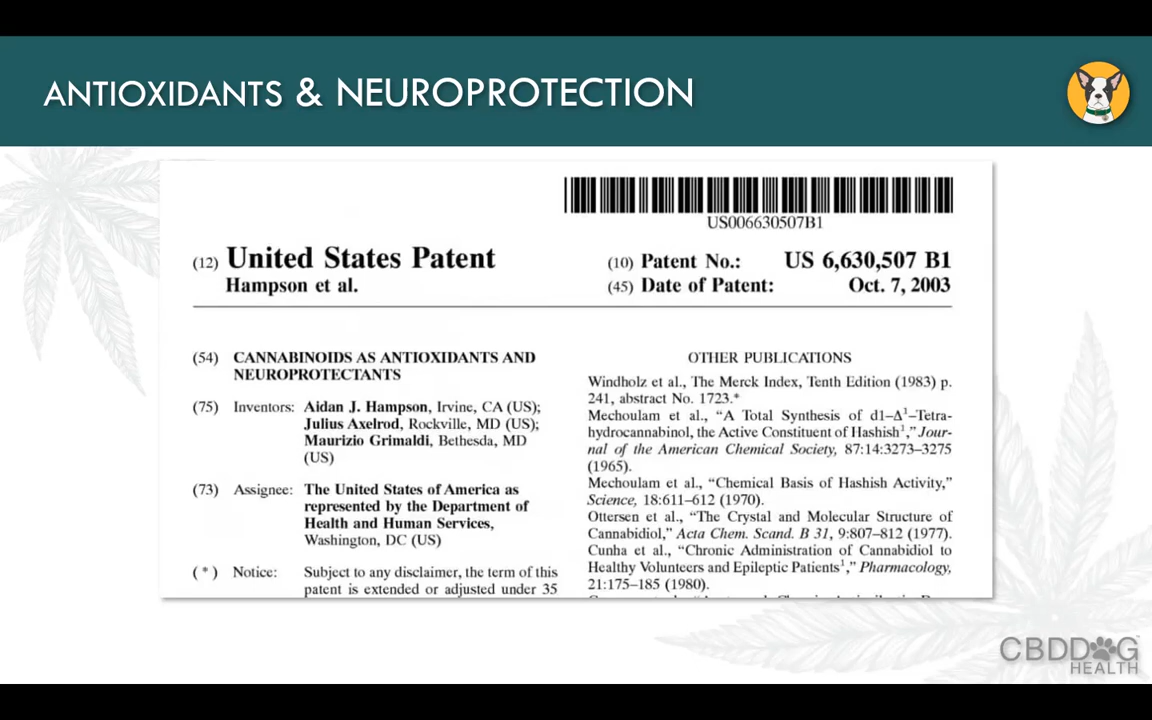 ANTIOXIDANTS & NEUROPROTECTION
US006630507B1
(12) United States Patent
Hampson et al.
(10) Patent No.: US 6,630,507 B1
(45) Date of Patent: Oct. 7, 2003
(54) CANNABINOIDS AS ANTIOXIDANTS AND
NEUROPROTECTANTS
(75) Inventors: Aidan J. Hampson, Irvine, CA (US);
Julius Axelrod, Rockville, MD (US);
Maurizio Grimaldi, Bethesda, MD
(US)
(73) Assignee: The United States of America as
represented by the Department of
Health and Human Services,
Washington, DC (US)
(*) Notice: Subject to any disclaimer, the term of this
patent is extended or adjusted under 35
OTHER PUBLICATIONS
Windholz et al., The Merck Index, Tenth Edition (1983) p.
241, abstract No. 1723.*
Mechoulam et al., “A Total Synthesis of d1–Δ¹–Tetra-
hydrocannabinol, the Active Constituent of Hashish¹,” Jour-
nal of the American Chemical Society, 87:14:3273–3275
(1965).
Mechoulam et al., “Chemical Basis of Hashish Activity,”
Science, 18:611–612 (1970).
Ottersen et al., “The Crystal and Molecular Structure of
Cannabidiol,” Acta Chem. Scand. B 31, 9:807–812 (1977).
Cunha et al., “Chronic Administration of Cannabidiol to
Healthy Volunteers and Epileptic Patients¹,” Pharmacology,
21:175–185 (1980).
CBDDOG
HEALTH